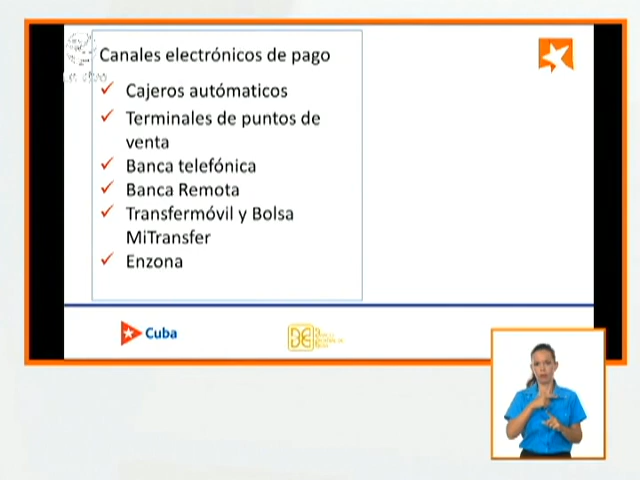 Canales electrónicos de pago
Cajeros autómaticos
Terminales de puntos de
venta
Banca telefónica
Banca Remota
Transfermóvil y Bolsa
MiTransfer
Enzona
Cuba